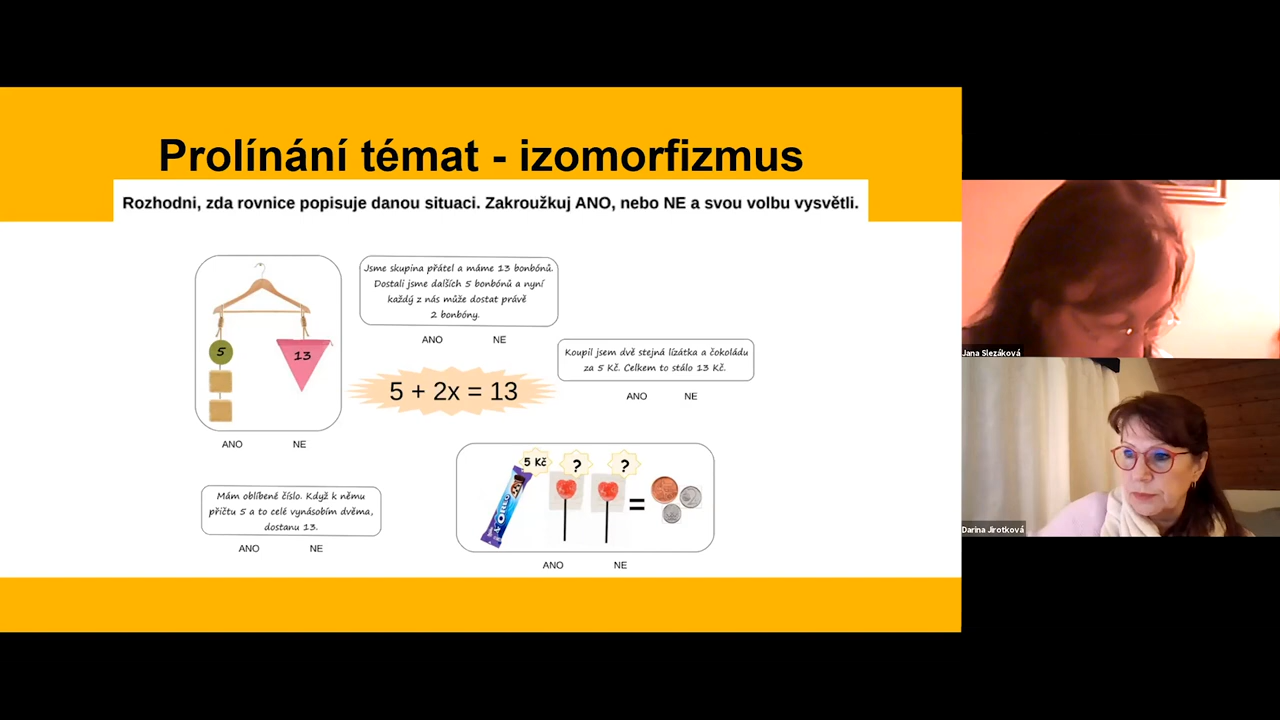 Prolínání témat - izomorfizmus
Rozhodni, zda rovnice popisuje danou situaci. Zakroužkuj ANO, nebo NE a svou volbu vysvětli.
5
13
ANO NE
Jsme skupina přátel a máme 13 bonbónů.
Dostali jsme dalších 5 bonbónů a nyní
každý z nás může dostat právě
2 bonbóny.
ANO NE
Koupil jsem dvě stejná lízátka a čokoládu
za 5 Kč. Celkem to stálo 13 Kč.
ANO NE
5 + 2x = 13
Mám oblíbené číslo. Když k němu
přičtu 5 a to celé vynásobím dvěma,
dostanu 13.
ANO NE
5 Kč ? ?
OREO
=
ANO NE
Jana Slezáková
Darina Jirotková